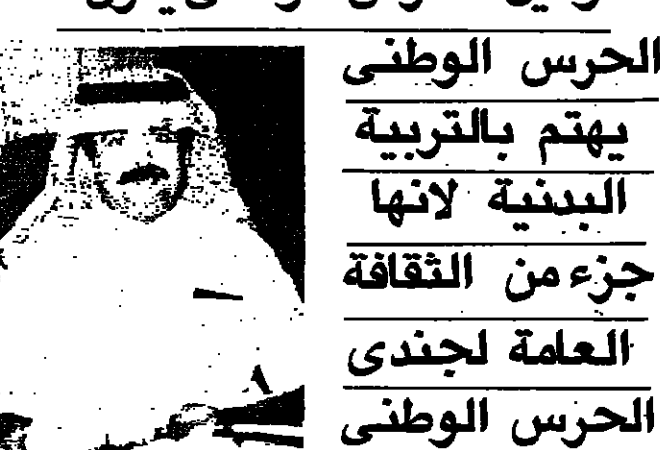 الحرس الوطنى
يهتم بالتربية
البدنية لانها
جزء من الثقافة
العامة لجندى
الحرس الوطنى